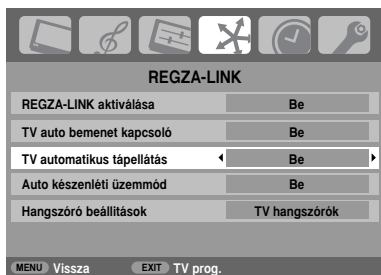 REGZA-LINK
REGZA-LINK aktiválása Be
TV auto bemenet kapcsoló Be
TV automatikus tápellátás Be
Auto készenléti üzemmód Be
Hangszóró beállitások TV hangszórók
MENU Vissza EXIT TV prog.